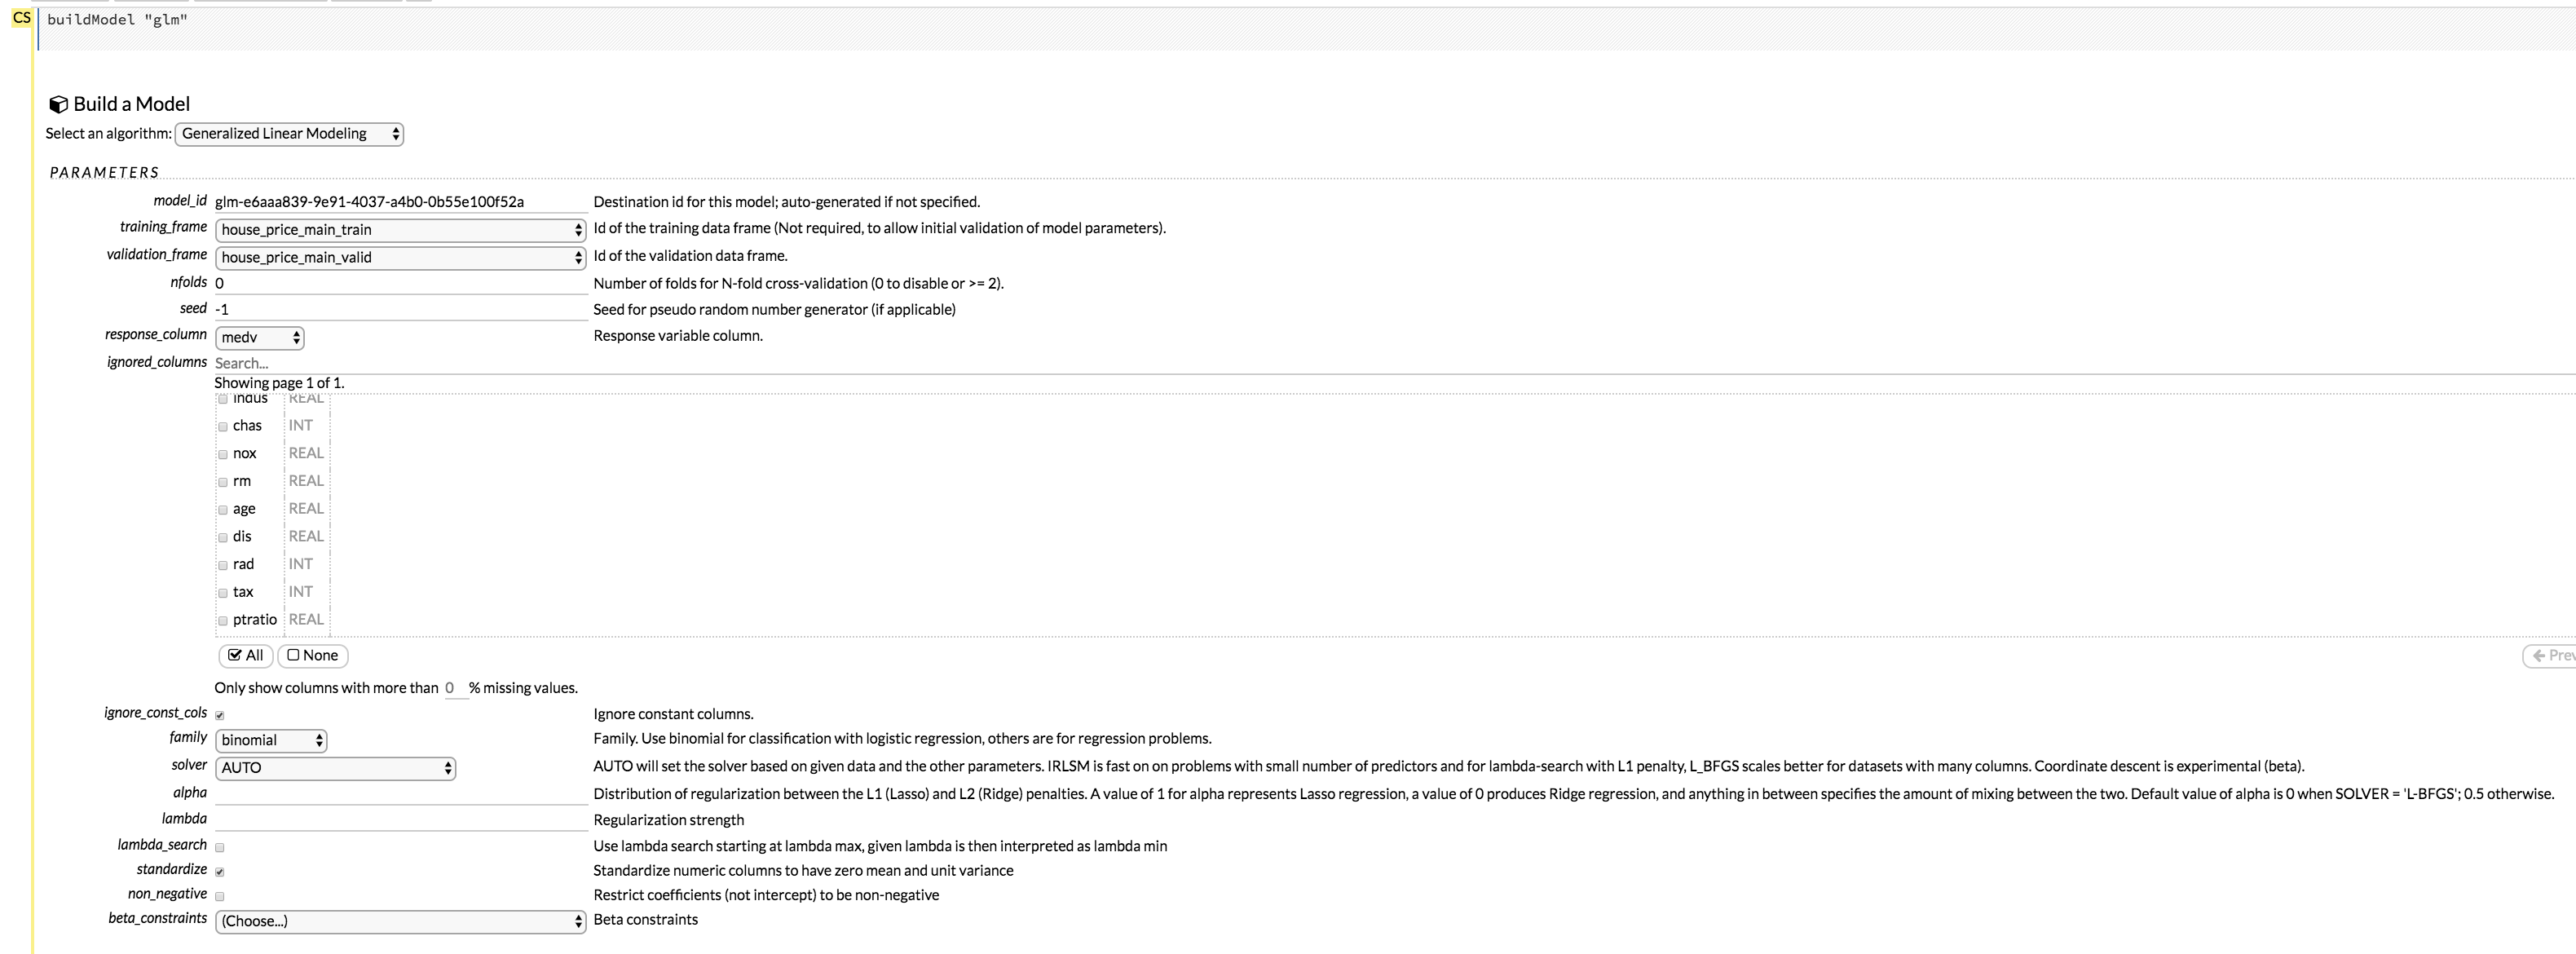 CS
buildModel "glm"
Build a Model
Select an algorithm: Generalized Linear Modeling
PARAMETERS
model_id glm-e6aaa839-9e91-4037-a4b0-0b55e100f52a Destination id for this model; auto-generated if not specified.
training_frame house_price_main_train Id of the training data frame (Not required, to allow initial validation of model parameters).
validation_frame house_price_main_valid Id of the validation data frame.
nfolds 0 Number of folds for N-fold cross-validation (0 to disable or >= 2).
seed -1 Seed for pseudo random number generator (if applicable)
response_column medv Response variable column.
ignored_columns Search...
Showing page 1 of 1.
indus REAL
chas INT
nox REAL
rm REAL
age REAL
dis REAL
rad INT
tax INT
ptratio REAL
All None Prev
Only show columns with more than 0 % missing values.
ignore_const_cols Ignore constant columns.
family binomial Family. Use binomial for classification with logistic regression, others are for regression problems.
solver AUTO AUTO will set the solver based on given data and the other parameters. IRLSM is fast on on problems with small number of predictors and for lambda-search with L1 penalty, L_BFGS scales better for datasets with many columns. Coordinate descent is experimental (beta).
alpha Distribution of regularization between the L1 (Lasso) and L2 (Ridge) penalties. A value of 1 for alpha represents Lasso regression, a value of 0 produces Ridge regression, and anything in between specifies the amount of mixing between the two. Default value of alpha is 0 when SOLVER = 'L-BFGS'; 0.5 otherwise.
lambda Regularization strength
lambda_search Use lambda search starting at lambda max, given lambda is then interpreted as lambda min
standardize Standardize numeric columns to have zero mean and unit variance
non_negative Restrict coefficients (not intercept) to be non-negative
beta_constraints (Choose...) Beta constraints